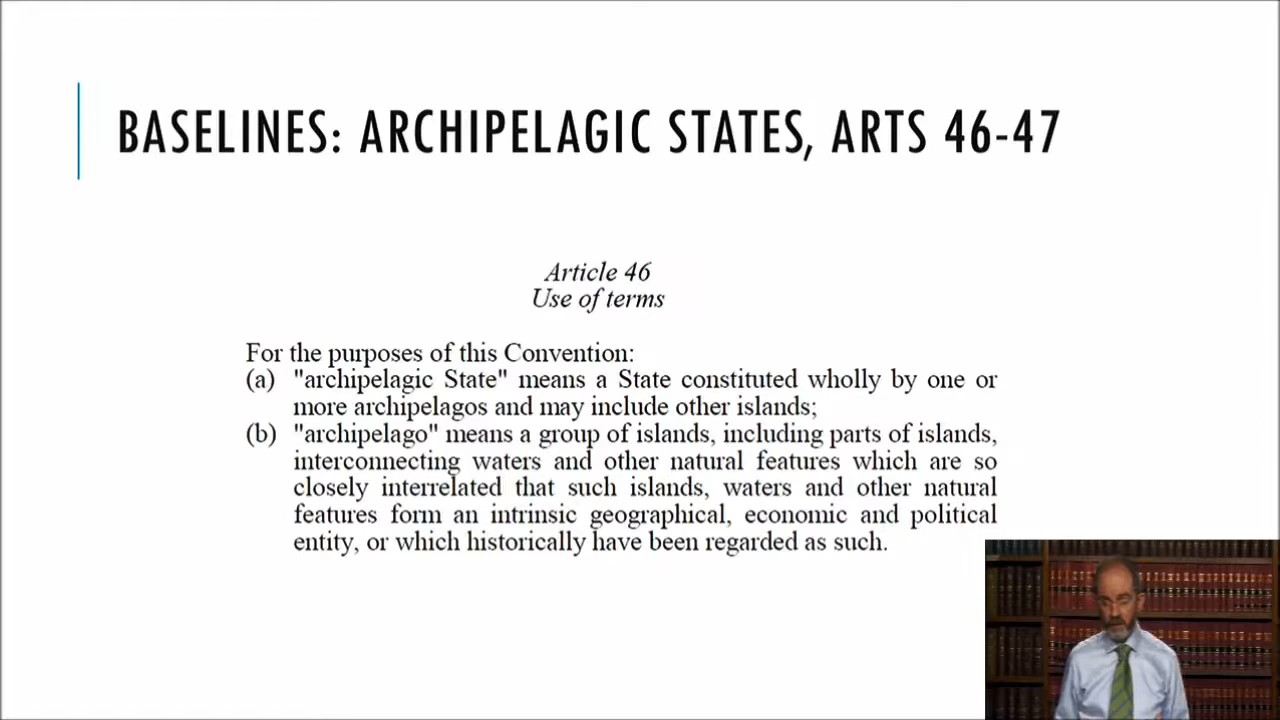 BASELINES: ARCHIPELAGIC STATES, ARTS 46-47
Article 46
Use of terms
For the purposes of this Convention:
(a) "archipelagic State" means a State constituted wholly by one or
more archipelagos and may include other islands;
(b) "archipelago" means a group of islands, including parts of islands,
interconnecting waters and other natural features which are so
closely interrelated that such islands, waters and other natural
features form an intrinsic geographical, economic and political
entity, or which historically have been regarded as such.